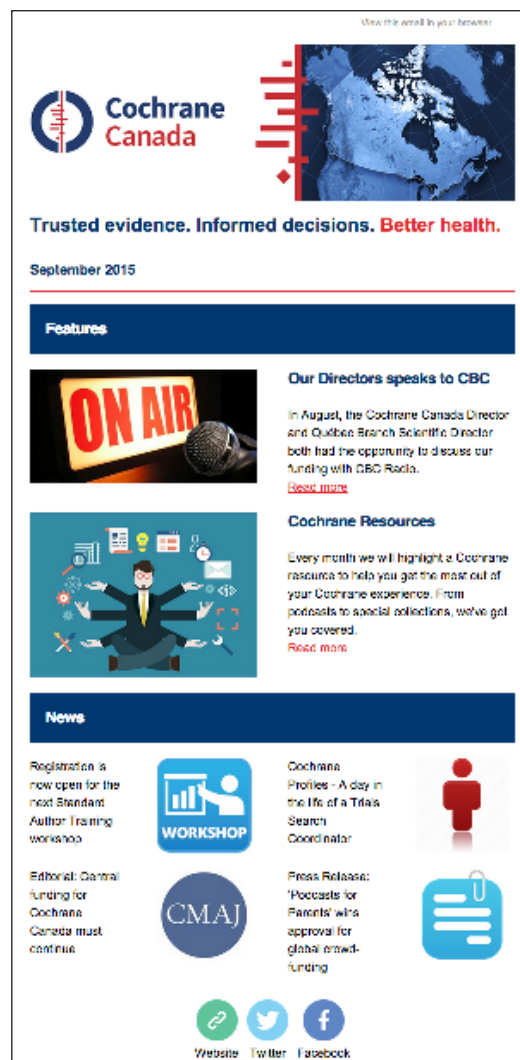 View this email in your browser
Cochrane
Canada
Trusted evidence. Informed decisions. Better health.
September 2015
Features
ON AIR
Our Directors speaks to CBC
In August, the Cochrane Canada Director
and Québec Branch Scientific Director
both had the opporunity to discuss our
funding with CBC Radio.
Read more
Cochrane Resources
Every month we will highlight a Cochrane
resource to help you get the most out of
your Cochrane experience. From
podcasts to special collections, we've got
you covered.
Read more
News
Registration is
now open for the
next Standard
Author Training
workshop
WORKSHOP
Cochrane
Profiles - A day in
the life of a Trials
Search
Coordinator
Editorial: Central
funding for
Cochrane
Canada must
continue
CMAJ
Press Release:
'Podcasts for
Parents' wins
approval for
global crowd-
funding
Website Twitter Facebook